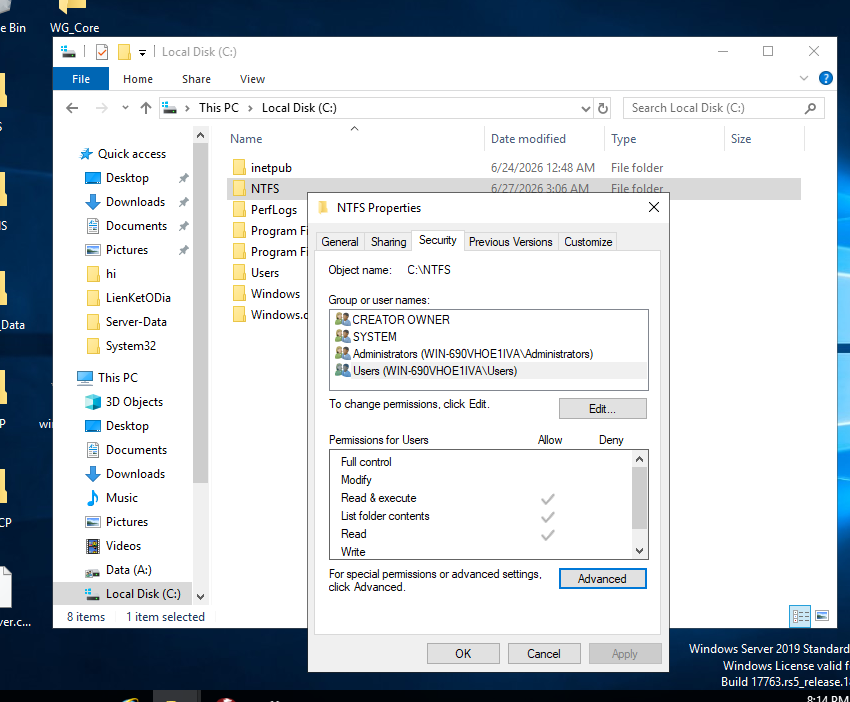 e Bin
WG_Core
Local Disk (C:)
File
Home
Share
View
This PC
Local Disk (C:)
Search Local Disk (C:)
Name
Date modified
Type
Size
Quick access
Desktop
Downloads
Documents
Pictures
hi
LienKetODia
Server-Data
System32
This PC
3D Objects
Desktop
Documents
Downloads
Music
Pictures
Videos
Data (A:)
Local Disk (C:)
inetpub 6/24/2026 12:48 AM File folder
NTFS 6/27/2026 3:06 AM File folder
PerfLogs
Program F
Program F
Users
Windows
Windows.
8 items
1 item selected
NTFS Properties
General
Sharing
Security
Previous Versions
Customize
Object name: C:\NTFS
Group or user names:
CREATOR OWNER
SYSTEM
Administrators (WIN-690VHOE1IVA\Administrators)
Users (WIN-690VHOE1IVA\Users)
To change permissions, click Edit.
Edit...
Permissions for Users
Allow
Deny
Full control
Modify
Read & execute
List folder contents
Read
Write
For special permissions or advanced settings,
click Advanced.
Advanced
OK
Cancel
Apply
S
IS
_Data
P
win
CP
ver.c...
Windows Server 2019 Standard
Windows License valid f
Build 17763.rs5_release.1
8:14 PM